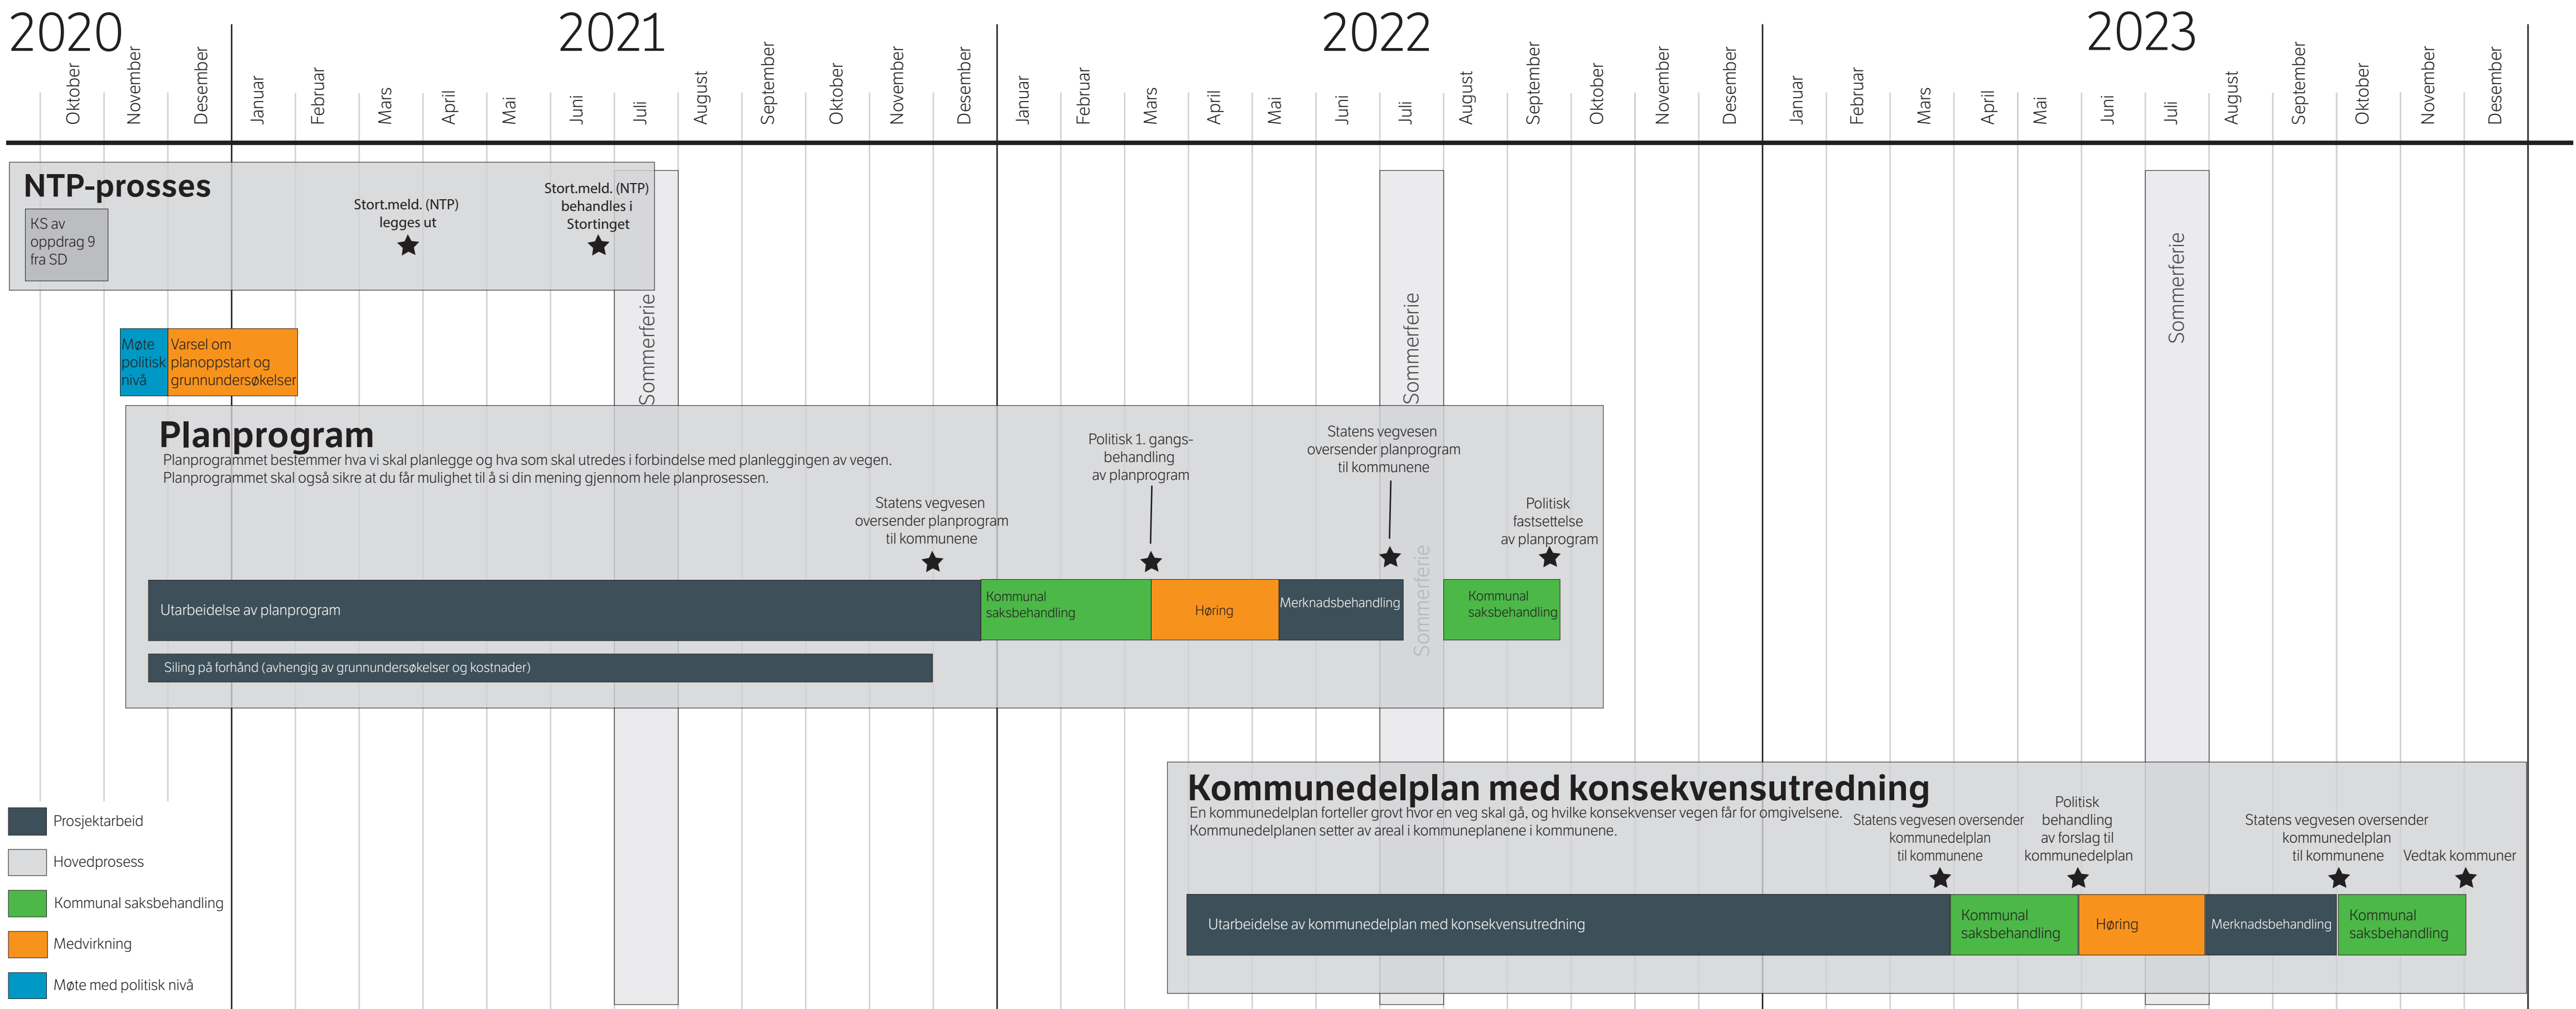 2020
2021
2022
2023
Oktober
November
Desember
Januar
Februar
Mars
April
Mai
Juni
Juli
August
September
Oktober
November
Desember
Januar
Februar
Mars
April
Mai
Juni
Juli
August
September
Oktober
November
Desember
Januar
Februar
Mars
April
Mai
Juni
Juli
August
September
Oktober
November
Desember
NTP-prosses
KS av
oppdrag 9
fra SD
Stort.meld. (NTP)
legges ut
Stort.meld. (NTP)
behandles i
Stortinget
Sommerferie
Sommerferie
Sommerferie
Møte
politisk
nivå
Varsel om
planoppstart og
grunnundersøkelser
Planprogram
Planprogrammet bestemmer hva vi skal planlegge og hva som skal utredes i forbindelse med planleggingen av vegen.
Planprogrammet skal også sikre at du får mulighet til å si din mening gjennom hele planprosessen.
Statens vegvesen
oversender planprogram
til kommunene
Politisk 1. gangs-
behandling
av planprogram
Statens vegvesen
oversender planprogram
til kommunene
Politisk
fastsettelse
av planprogram
Utarbeidelse av planprogram
Kommunal
saksbehandling
Høring
Merknadsbehandling
Sommerferie
Kommunal
saksbehandling
Siling på forhånd (avhengig av grunnundersøkelser og kostnader)
Kommunedelplan med konsekvensutredning
En kommunedelplan forteller grovt hvor en veg skal gå, og hvilke konsekvenser vegen får for omgivelsene.
Kommunedelplanen setter av areal i kommuneplanene i kommunene.
Statens vegvesen oversender
kommunedelplan
til kommunene
Politisk
behandling
av forslag til
kommunedelplan
Statens vegvesen oversender
kommunedelplan
til kommunene
Vedtak kommuner
Utarbeidelse av kommunedelplan med konsekvensutredning
Kommunal
saksbehandling
Høring
Merknadsbehandling
Kommunal
saksbehandling
Prosjektarbeid
Hovedprosess
Kommunal saksbehandling
Medvirkning
Møte med politisk nivå